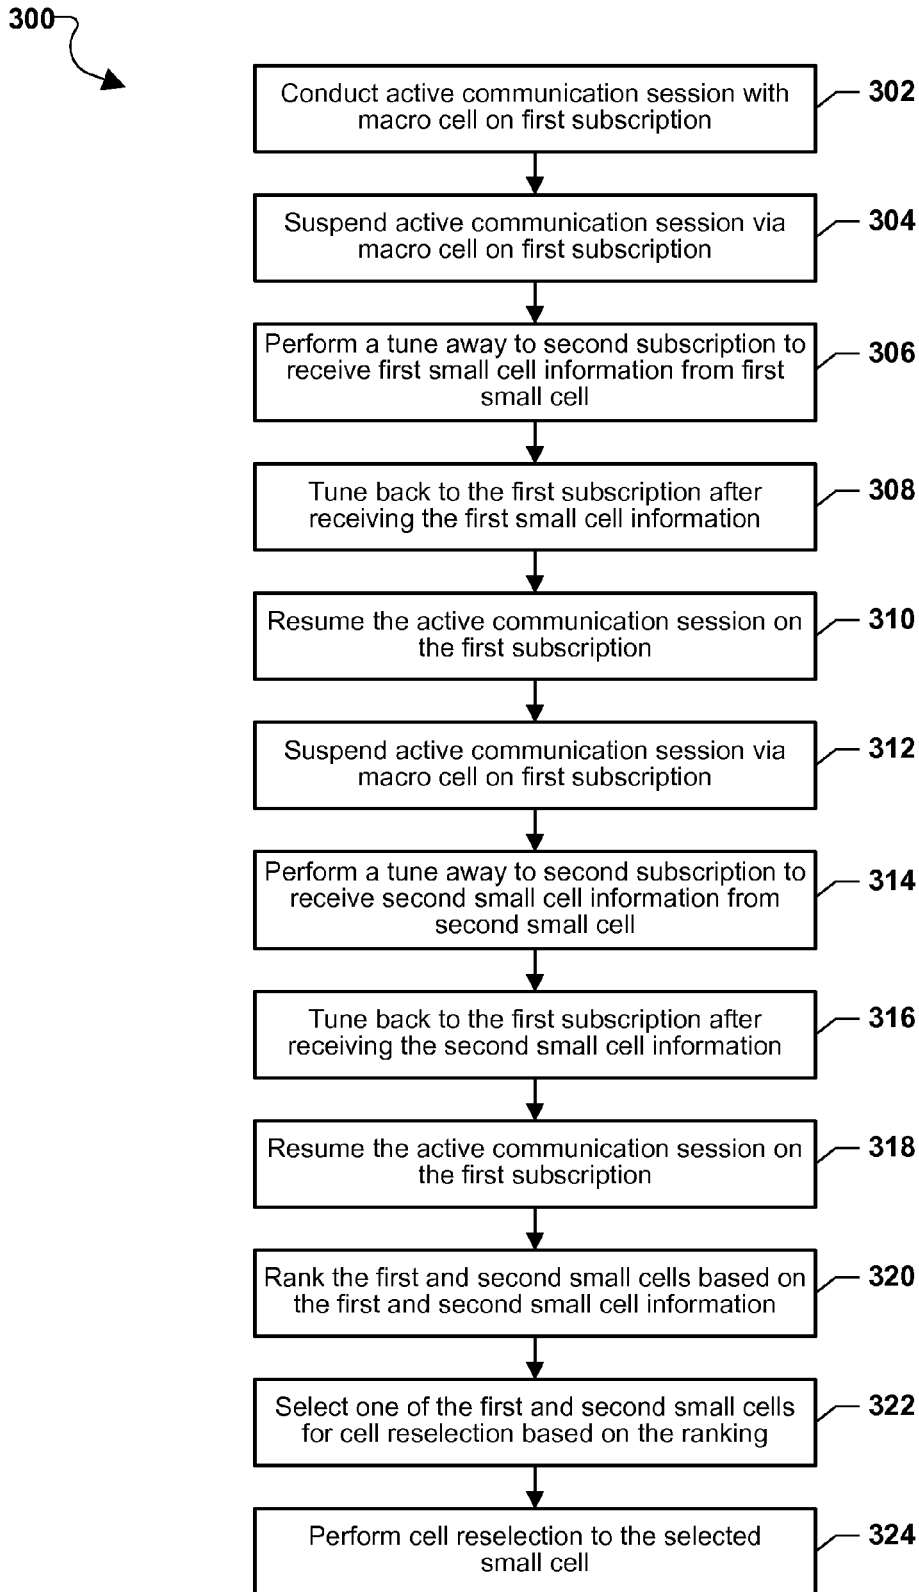 300
Conduct active communication session with
macro cell on first subscription
302
Suspend active communication session via
macro cell on first subscription
304
Perform a tune away to second subscription to
receive first small cell information from first
small cell
306
Tune back to the first subscription after
receiving the first small cell information
308
Resume the active communication session on
the first subscription
310
Suspend active communication session via
macro cell on first subscription
312
Perform a tune away to second subscription to
receive second small cell information from
second small cell
314
Tune back to the first subscription after
receiving the second small cell information
316
Resume the active communication session on
the first subscription
318
Rank the first and second small cells based on
the first and second small cell information
320
Select one of the first and second small cells
for cell reselection based on the ranking
322
Perform cell reselection to the selected
small cell
324